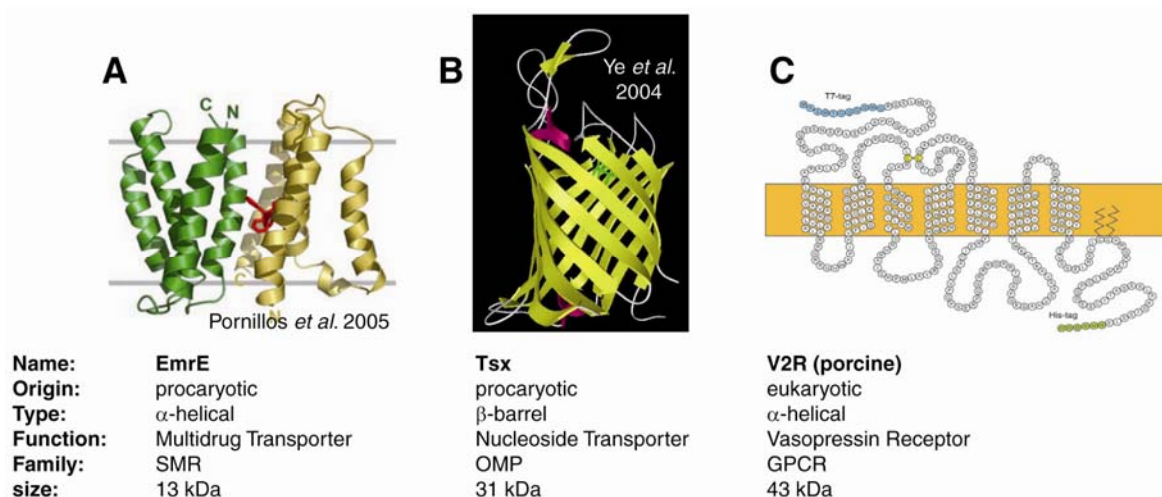 A
B
C
Ye et al.
2004
T7-tag
C
N
C
N
Pornillos et al. 2005
His-tag
Name: EmrE Tsx V2R (porcine)
Origin: procaryotic procaryotic eukaryotic
Type: α-helical β-barrel α-helical
Function: Multidrug Transporter Nucleoside Transporter Vasopressin Receptor
Family: SMR OMP GPCR
size: 13 kDa 31 kDa 43 kDa